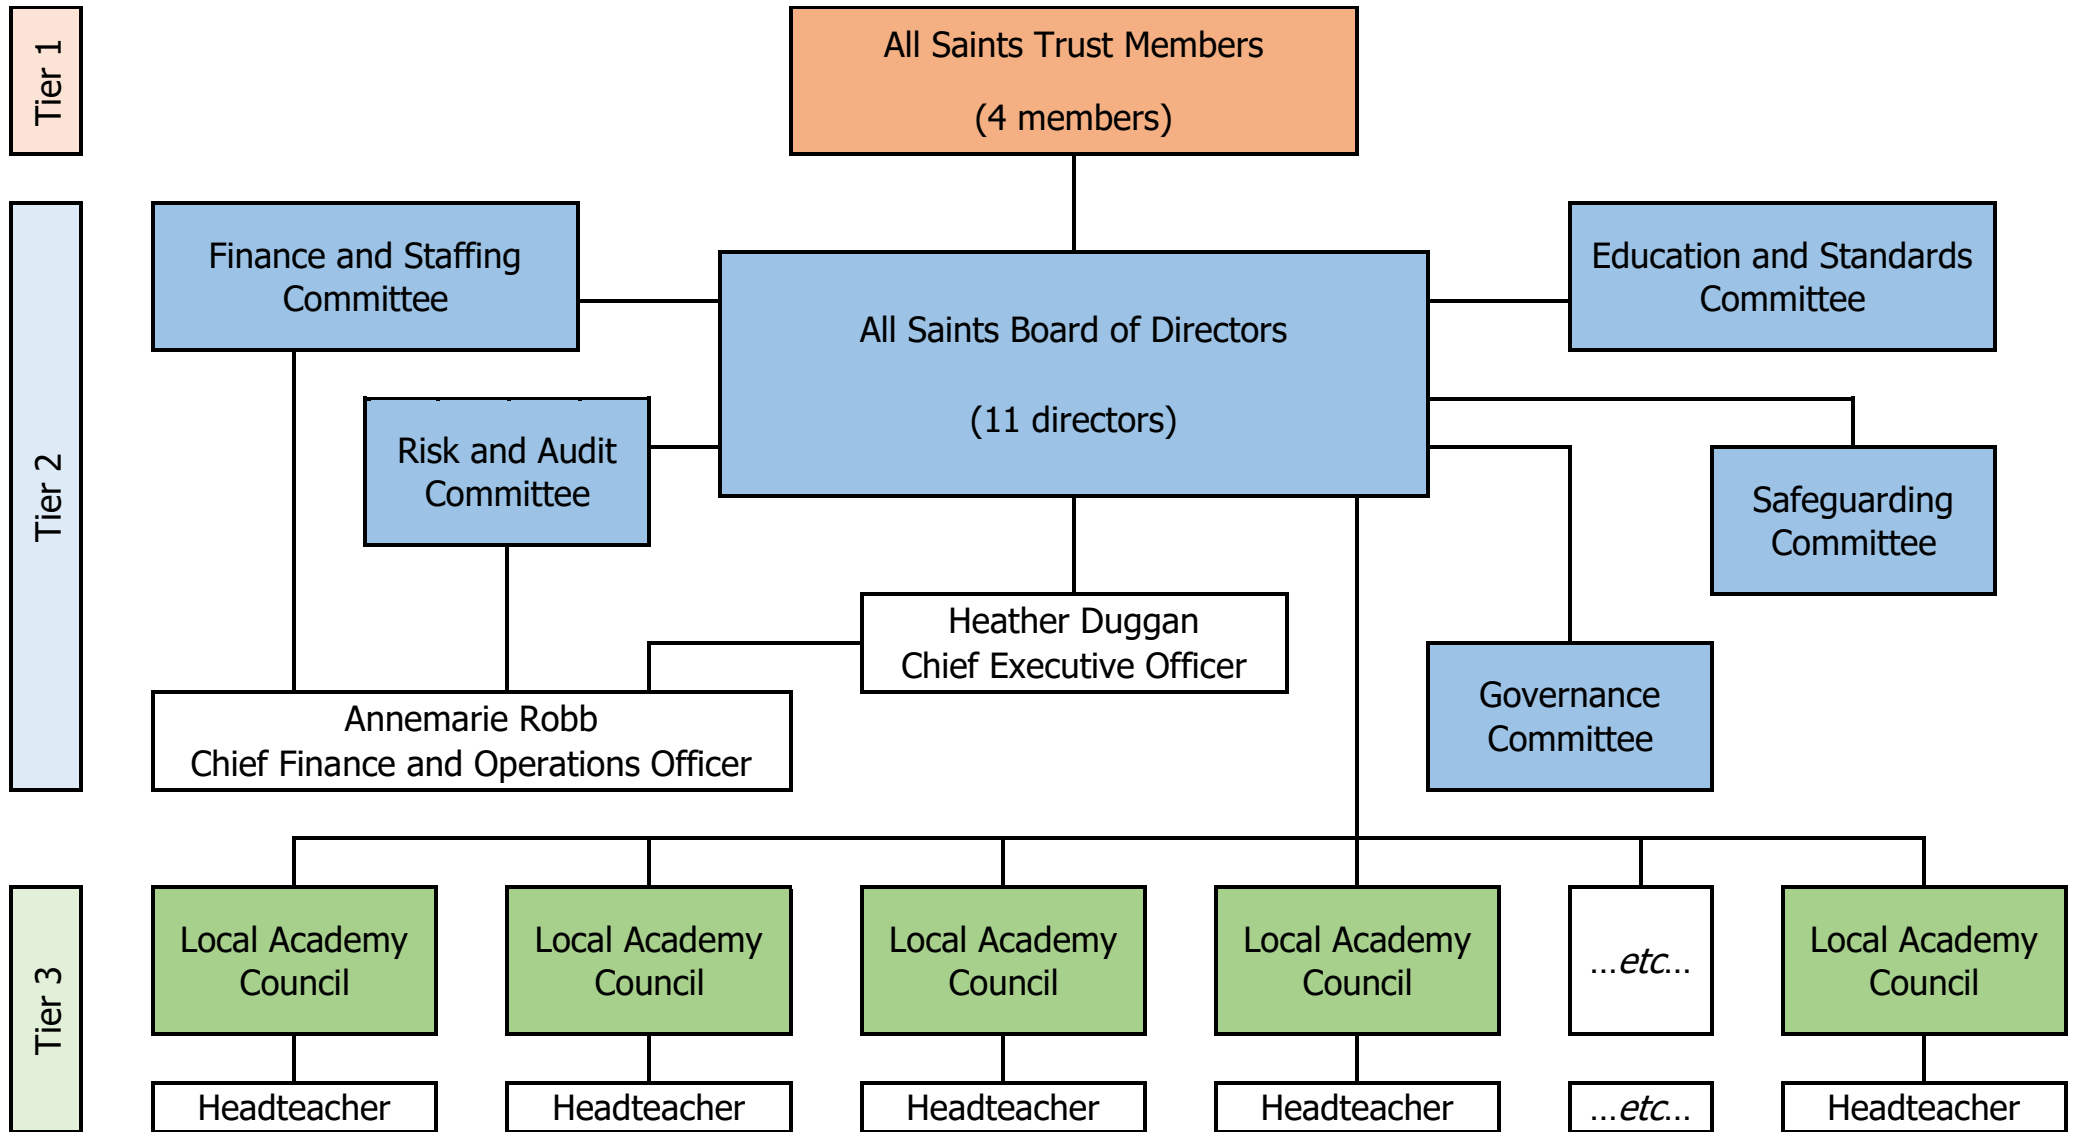 Tier 1
All Saints Trust Members
(4 members)
Tier 2
Finance and Staffing
Committee
All Saints Board of Directors
(11 directors)
Education and Standards
Committee
Risk and Audit
Committee
Safeguarding
Committee
Heather Duggan
Chief Executive Officer
Governance
Committee
Annemarie Robb
Chief Finance and Operations Officer
Tier 3
Local Academy
Council
Local Academy
Council
Local Academy
Council
Local Academy
Council
...etc...
Local Academy
Council
Headteacher
Headteacher
Headteacher
Headteacher
...etc...
Headteacher